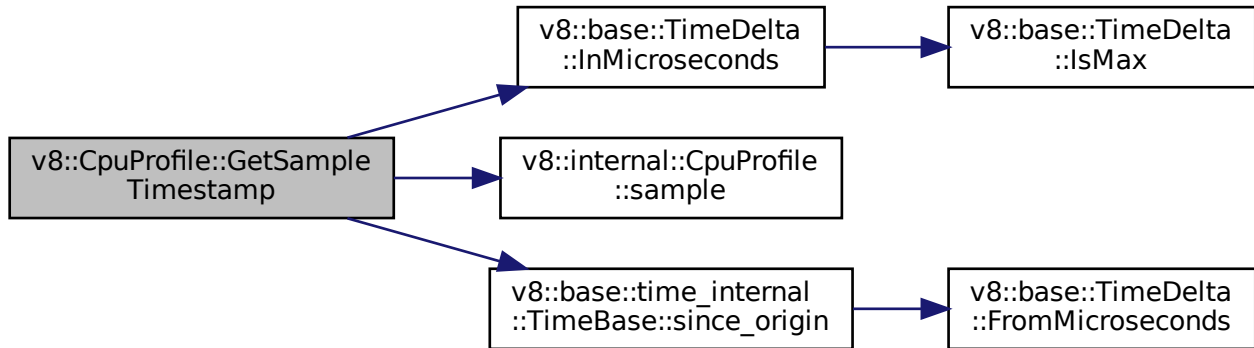 v8::base::TimeDelta
::InMicroseconds
v8::base::TimeDelta
::IsMax
v8::CpuProfile::GetSample
Timestamp
v8::internal::CpuProfile
::sample
v8::base::time_internal
::TimeBase::since_origin
v8::base::TimeDelta
::FromMicroseconds